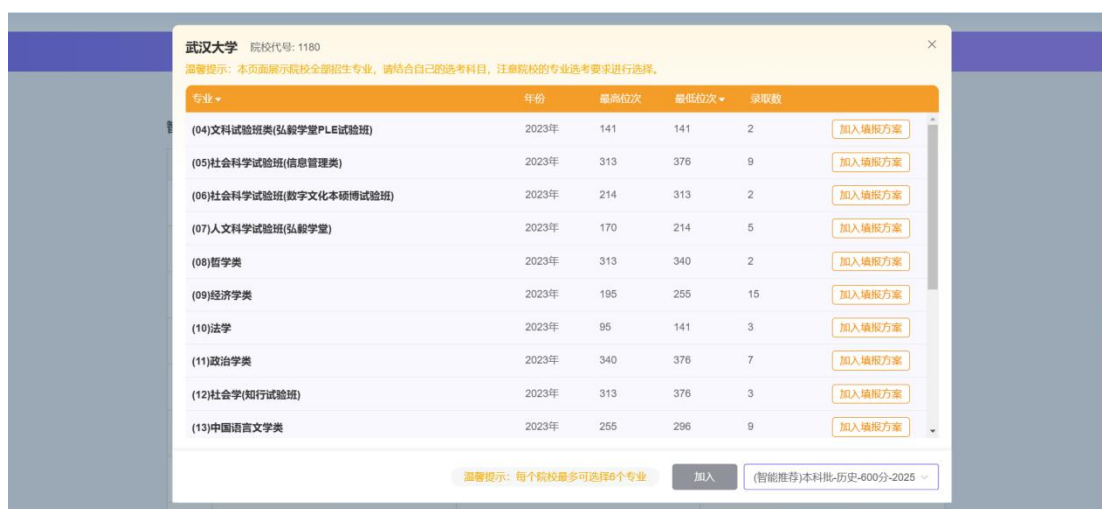 武汉大学 院校代号: 1180
温馨提示：本页面展示院校全部招生专业，请结合自己的选考科目，注意院校的专业选考要求进行选择。
专业 年份 最高位次 最低位次 录取数
(04)文科试验班类(弘毅学堂PLE试验班) 2023年 141 141 2 加入填报方案
(05)社会科学试验班(信息管理类) 2023年 313 376 9 加入填报方案
(06)社会科学试验班(数字文化本硕博试验班) 2023年 214 313 2 加入填报方案
(07)人文科学试验班(弘毅学堂) 2023年 170 214 5 加入填报方案
(08)哲学类 2023年 313 340 2 加入填报方案
(09)经济学类 2023年 195 255 15 加入填报方案
(10)法学 2023年 95 141 3 加入填报方案
(11)政治学类 2023年 340 376 7 加入填报方案
(12)社会学(知行试验班) 2023年 313 376 3 加入填报方案
(13)中国语言文学类 2023年 255 296 9 加入填报方案
温馨提示：每个院校最多可选择6个专业 加入 (智能推荐)本科批-历史-600分-2025